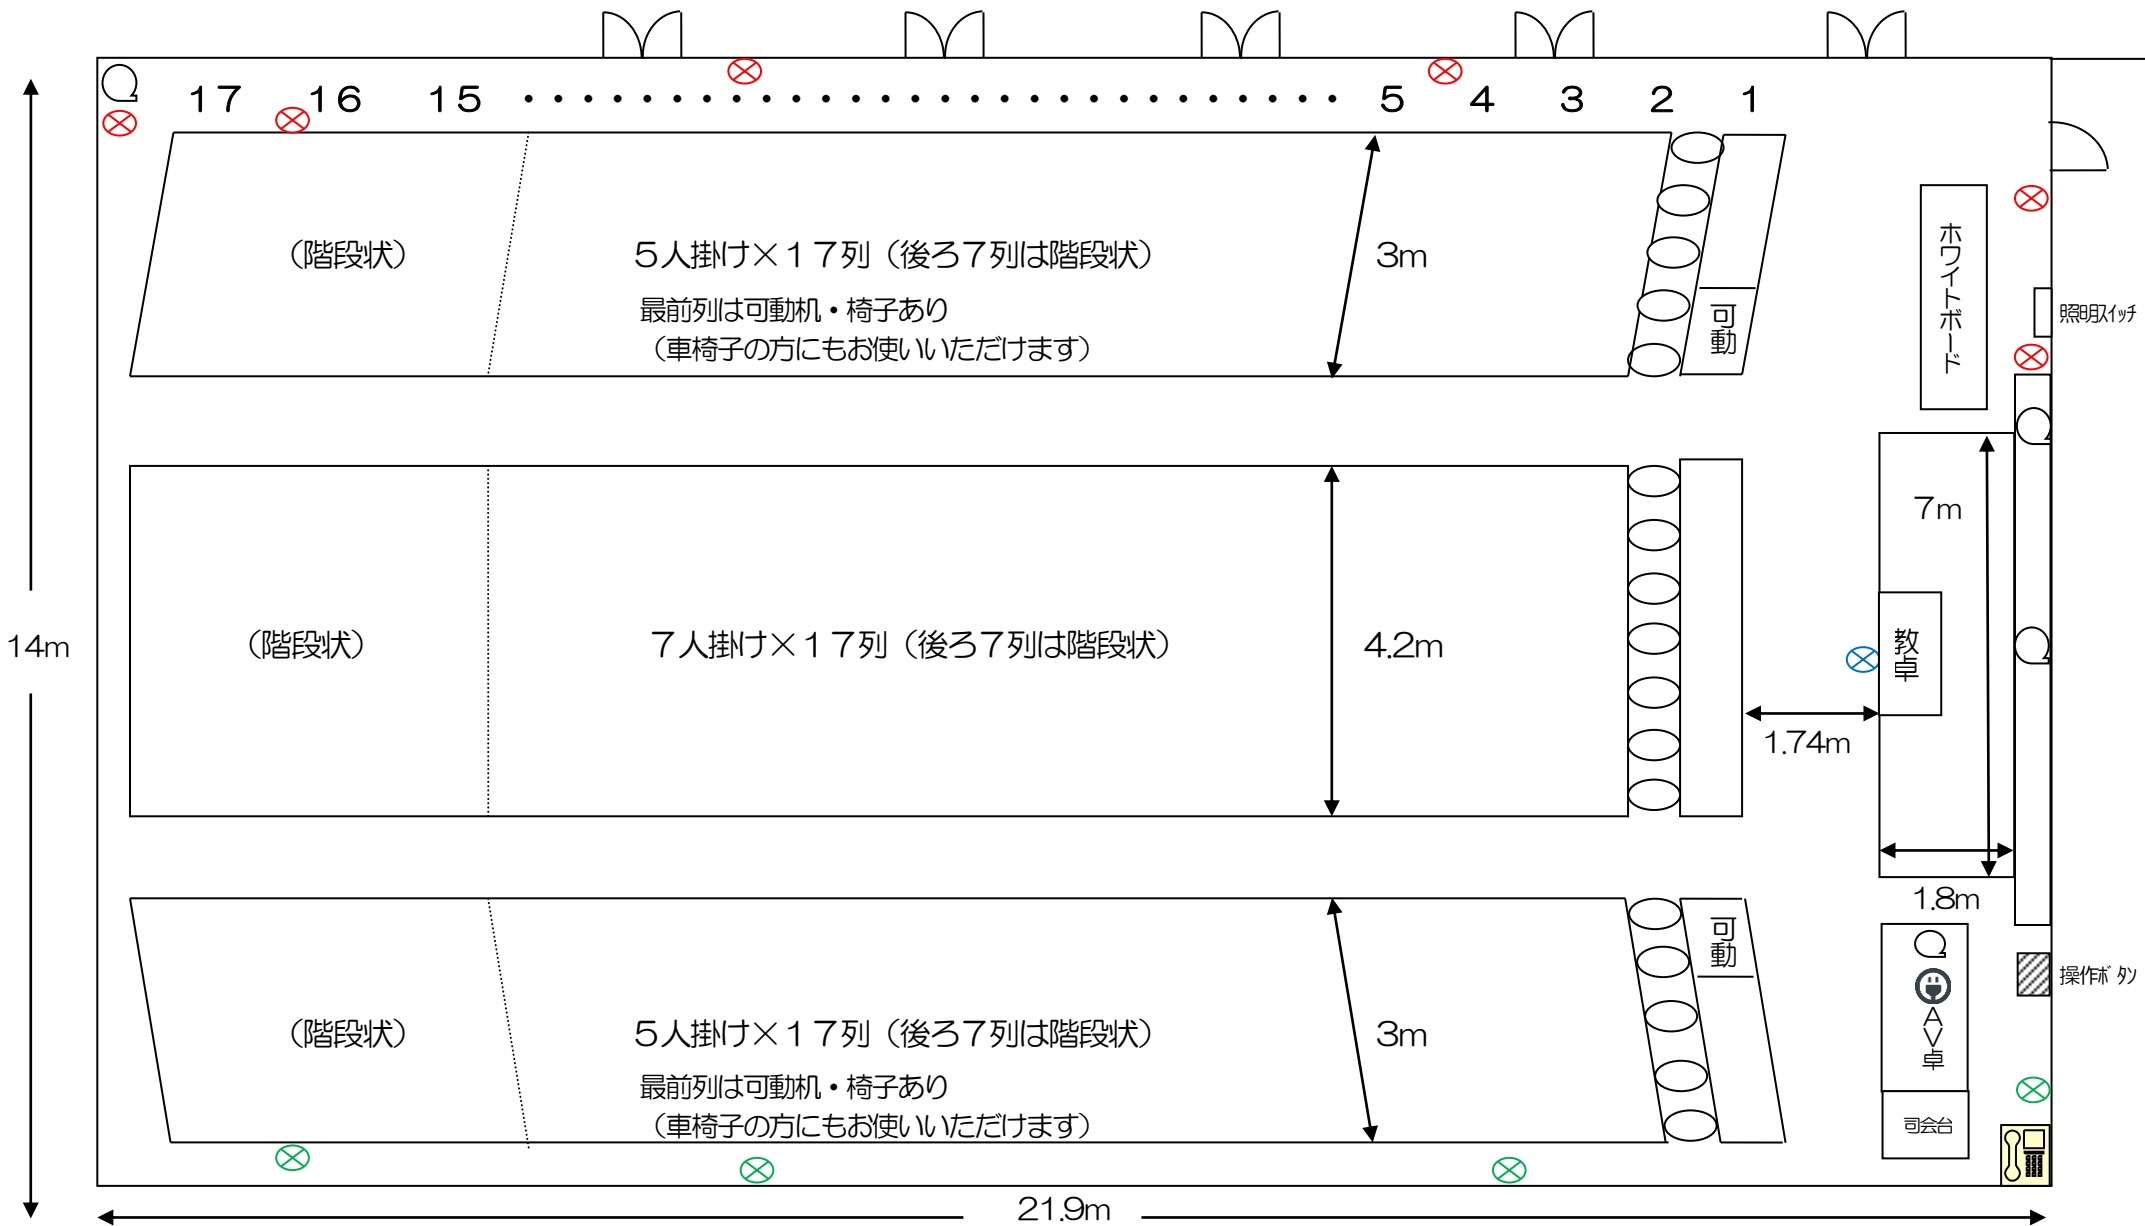 17 16 15 ・・・・・・・・・・・・・・・・・・・・・・・・・・・・ 5 4 3 2 1
（階段状）
５人掛け×１７列（後ろ７列は階段状）
最前列は可動机・椅子あり
（車椅子の方にもお使いいただけます）
3m
可動
ホワイトボード
照明ｽｲｯﾁ
14m
（階段状）
７人掛け×１７列（後ろ７列は階段状）
4.2m
1.74m
教卓
7m
1.8m
（階段状）
５人掛け×１７列（後ろ７列は階段状）
最前列は可動机・椅子あり
（車椅子の方にもお使いいただけます）
3m
可動
ＡＶ卓
操作ﾎﾞﾀﾝ
司会台
21.9m